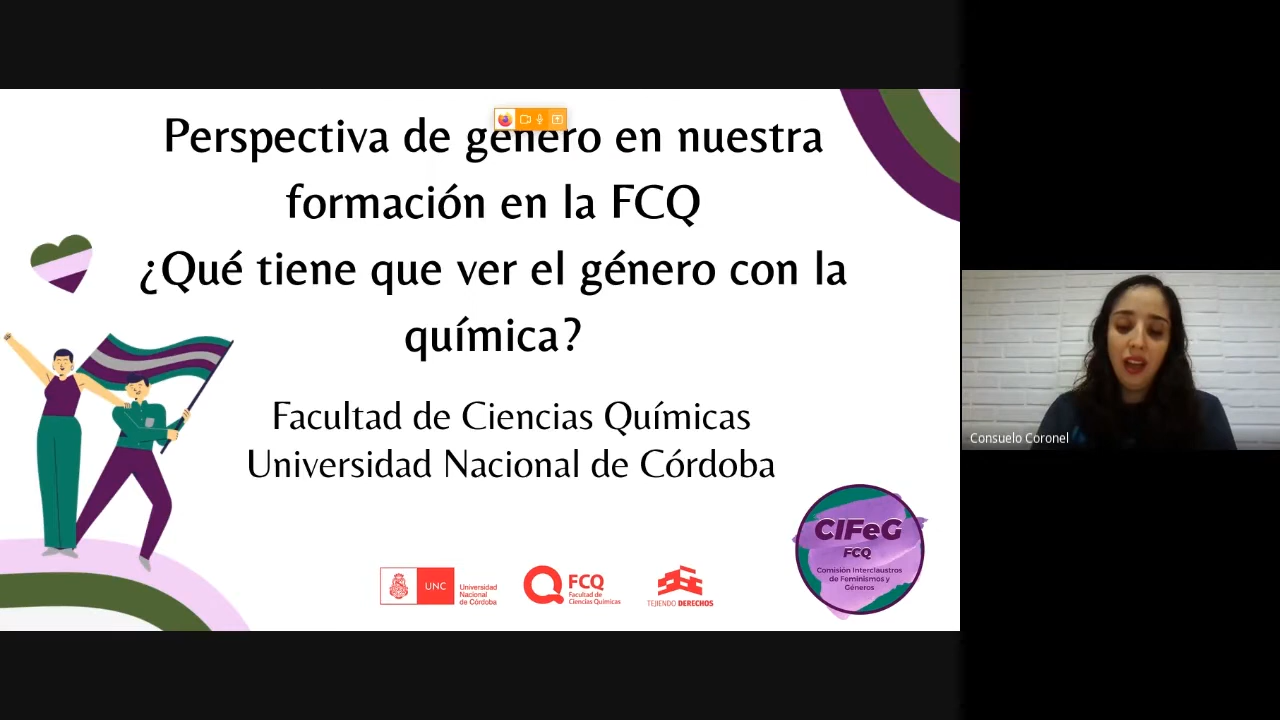 Perspectiva de género en nuestra
formación en la FCQ
¿Qué tiene que ver el género con la
química?
Facultad de Ciencias Químicas
Universidad Nacional de Córdoba
UNC
Universidad
Nacional
de Córdoba
FCQ
Facultad de
Ciencias Químicas
TEJIENDO DERECHOS
CIFeG
FCQ
Comisión Interclaustros
de Feminismos y
Géneros
Consuelo Coronel